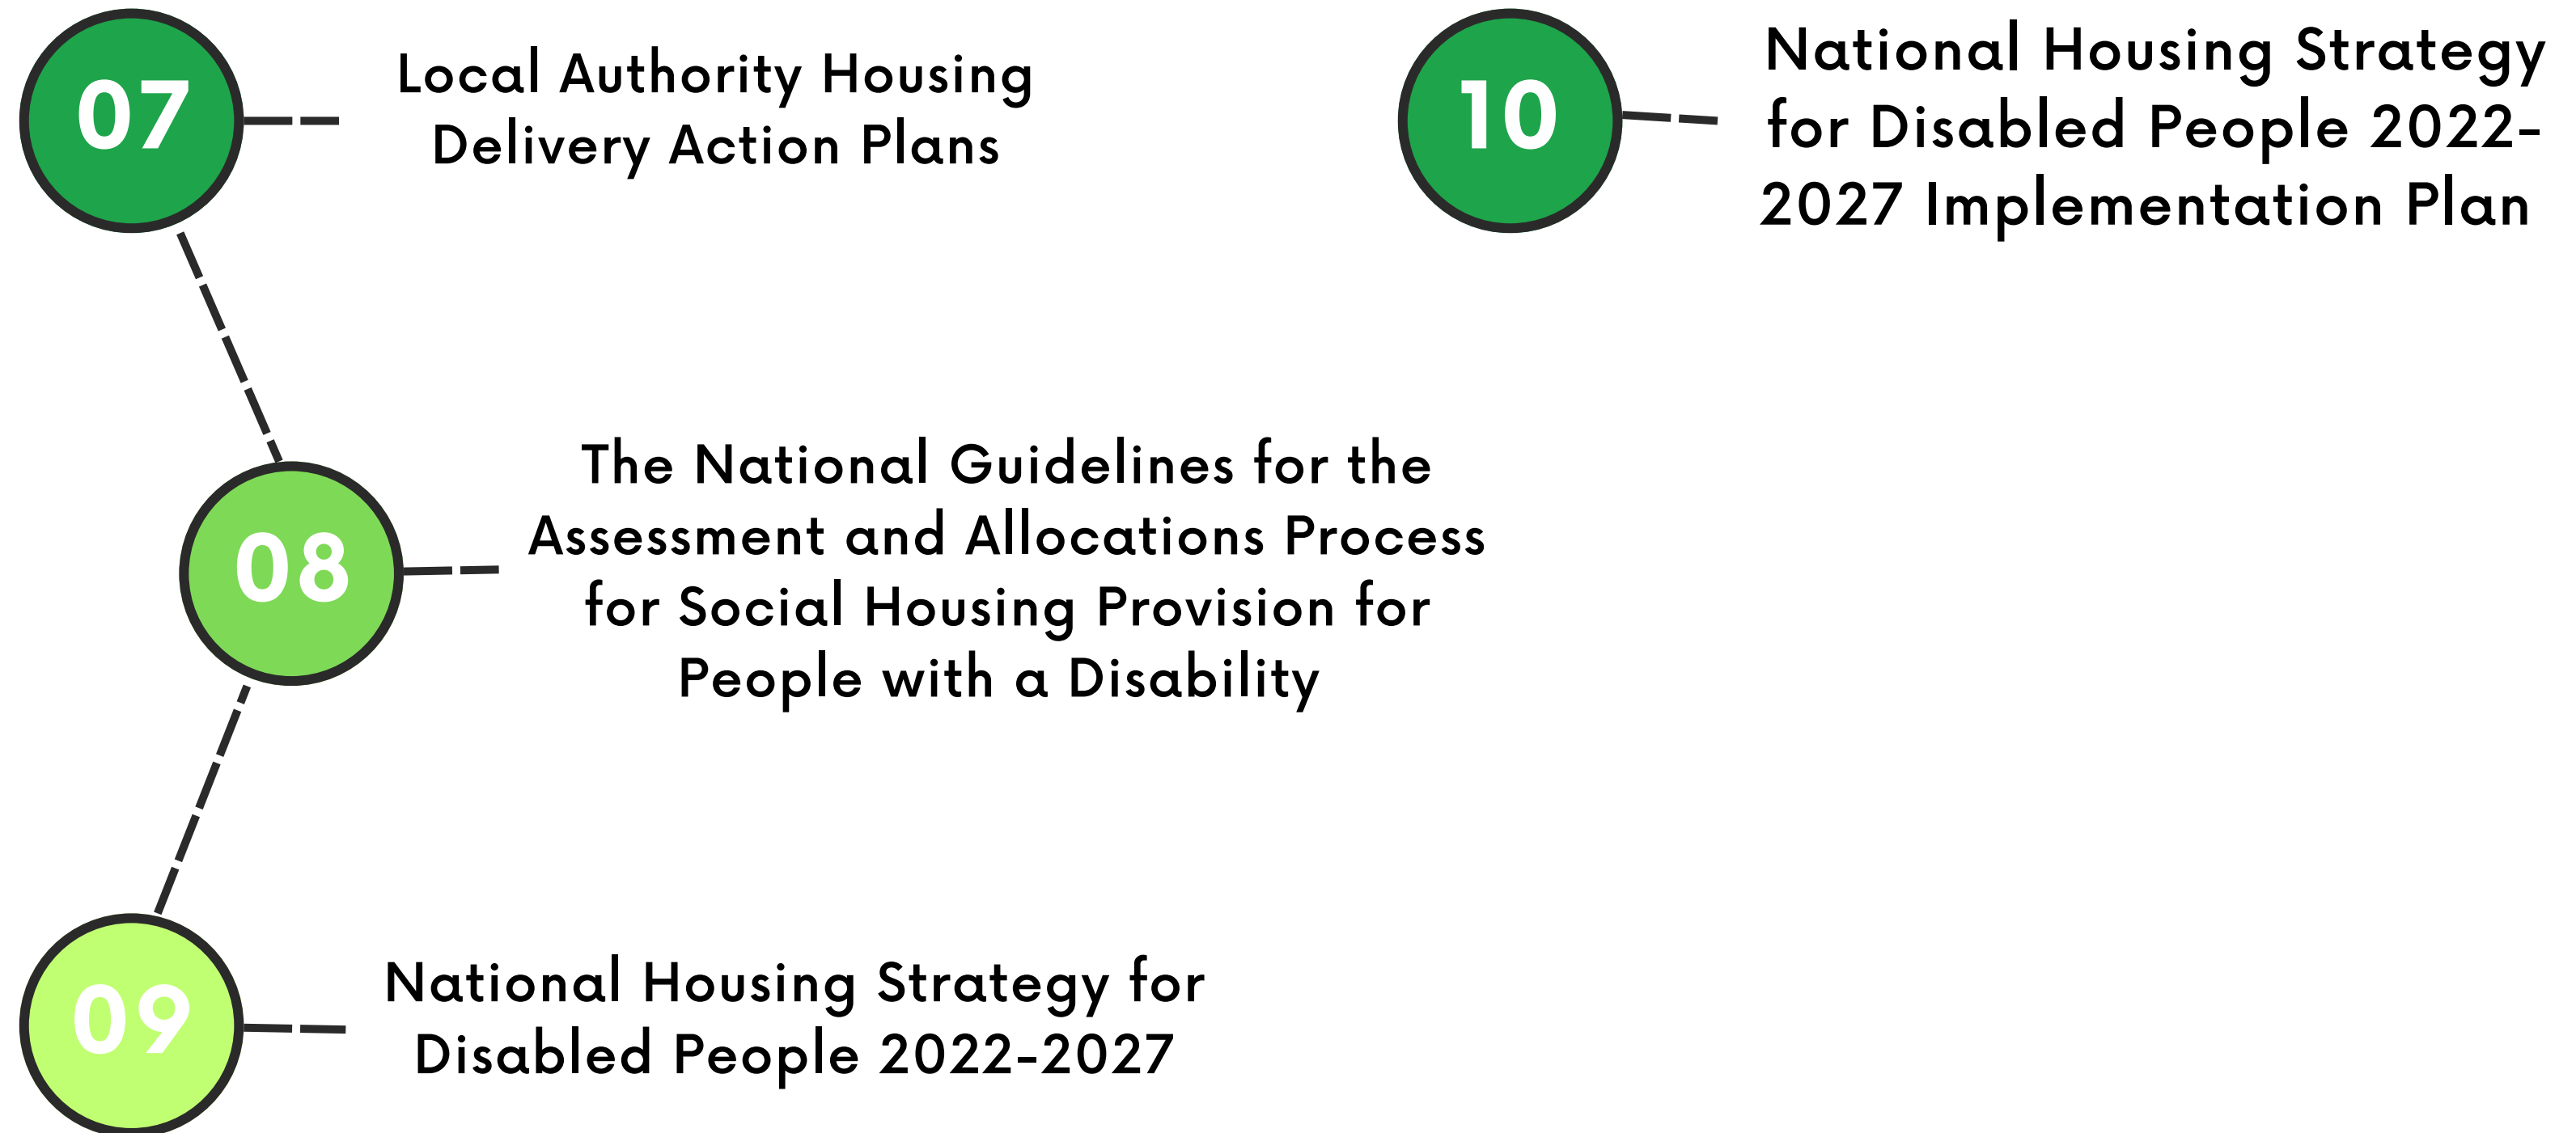 07
Local Authority Housing
Delivery Action Plans
08
The National Guidelines for the
Assessment and Allocations Process
for Social Housing Provision for
People with a Disability
09
National Housing Strategy for
Disabled People 2022-2027
10
National Housing Strategy
for Disabled People 2022-
2027 Implementation Plan